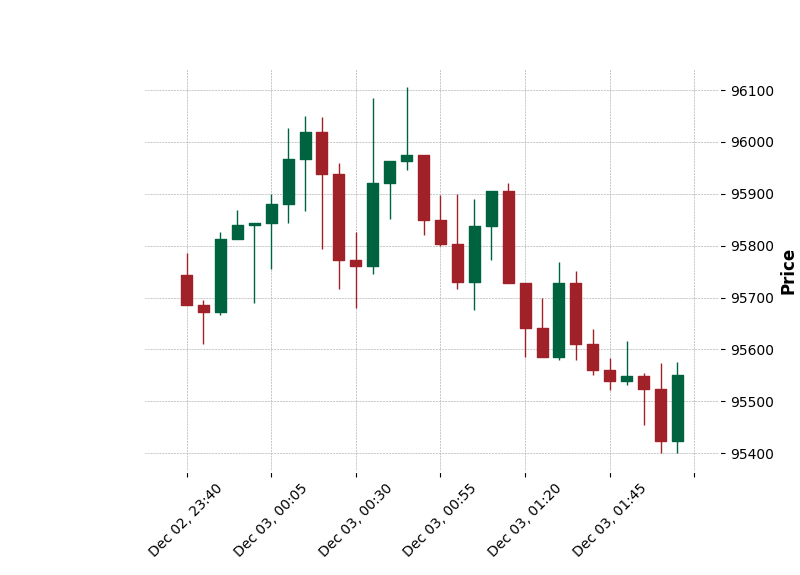 96100
96000
95900
95800
95700
95600
95500
95400
Price
Dec 02, 23:40
Dec 03, 00:05
Dec 03, 00:30
Dec 03, 00:55
Dec 03, 01:20
Dec 03, 01:45